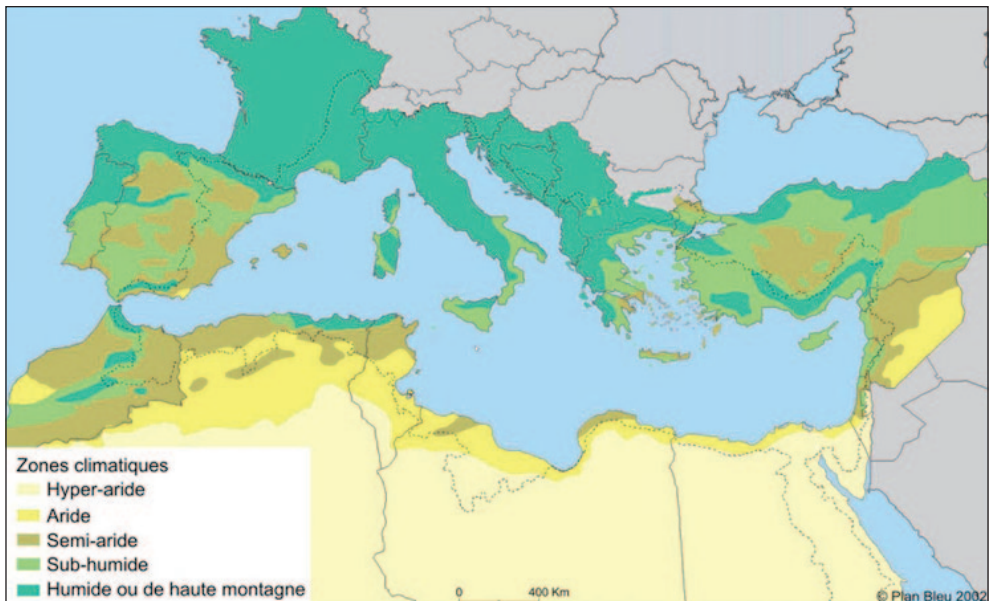 Zones climatiques
Hyper-aride
Aride
Semi-aride
Sub-humide
Humide ou de haute montagne
0 400 Km
© Plan Bleu 2002